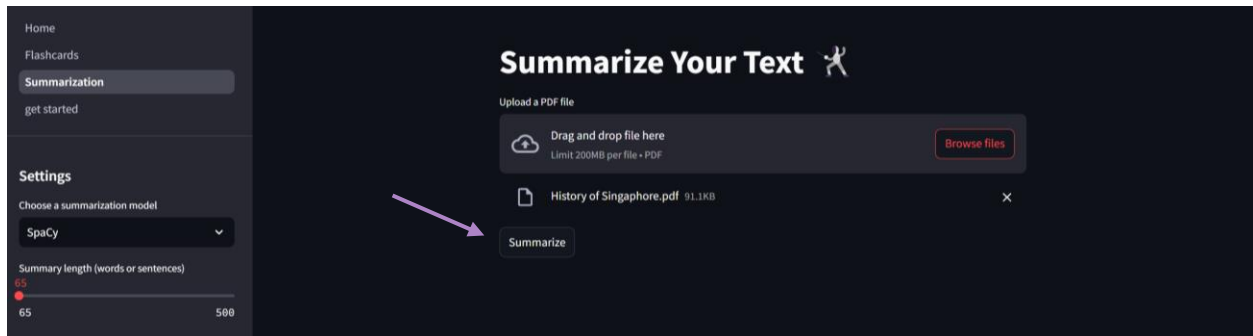 Home
Flashcards
Summarization
get started
Settings
Choose a summarization model
SpaCy
Summary length (words or sentences)
65
65 500
Summarize Your Text
Upload a PDF file
Drag and drop file here
Limit 200MB per file • PDF
Browse files
History of Singaphore.pdf 91.1KB
Summarize